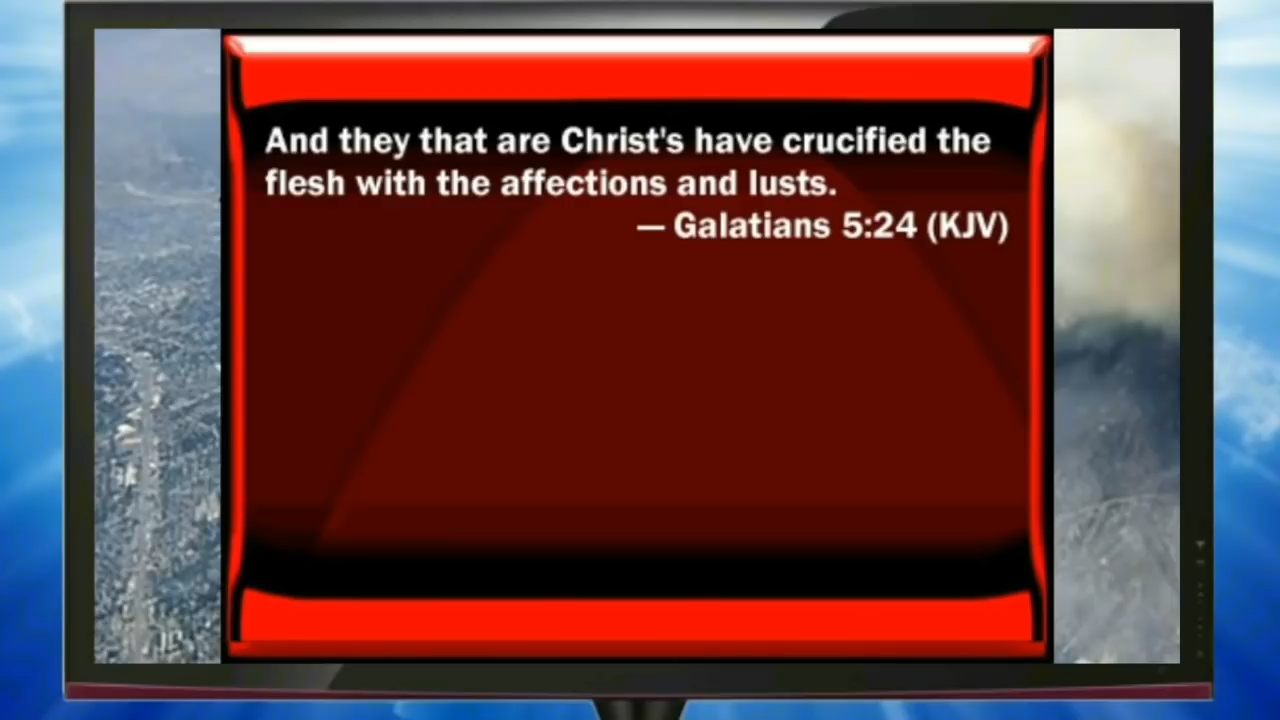 And they that are Christ's have crucified the
flesh with the affections and lusts.
— Galatians 5:24 (KJV)